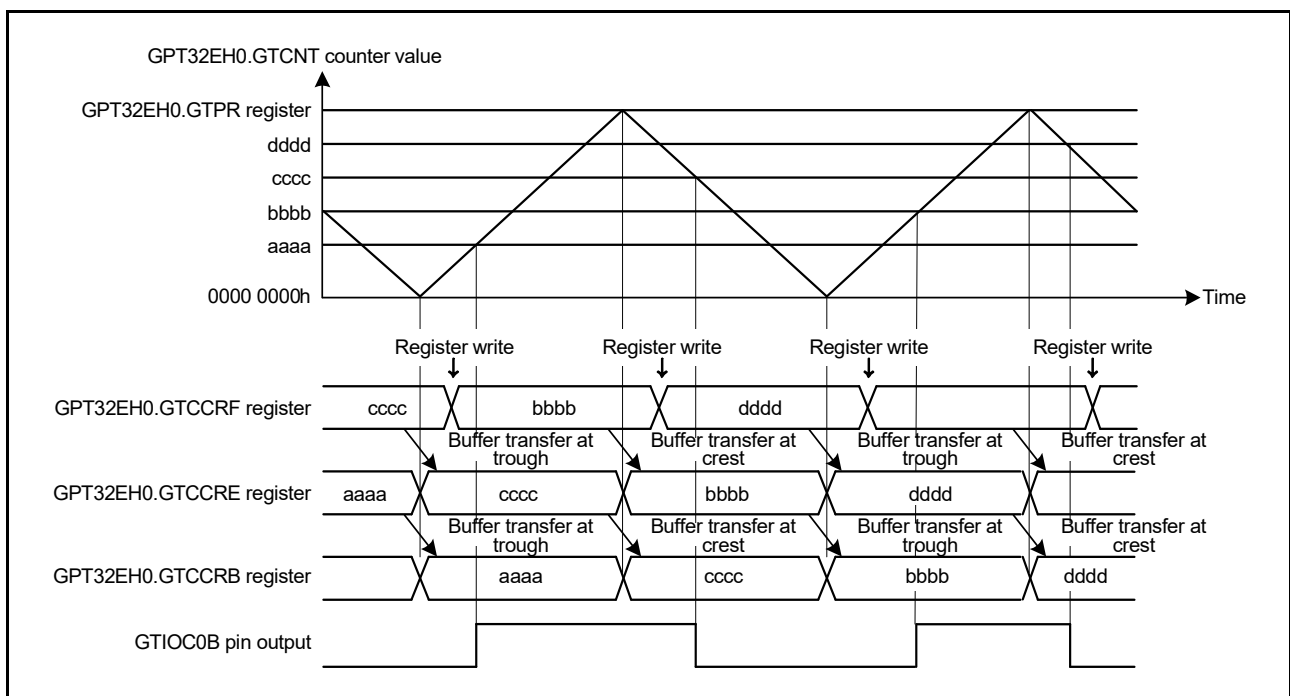 GPT32EH0.GTCNT counter value
GPT32EH0.GTPR register
dddd
cccc
bbbb
aaaa
0000 0000h
Time
Register write Register write Register write Register write
GPT32EH0.GTCCRF register cccc bbbb dddd
Buffer transfer at trough
Buffer transfer at crest
Buffer transfer at trough
Buffer transfer at crest
GPT32EH0.GTCCRE register aaaa cccc bbbb dddd
Buffer transfer at trough
Buffer transfer at crest
Buffer transfer at trough
Buffer transfer at crest
GPT32EH0.GTCCRB register aaaa cccc bbbb dddd
GTIOC0B pin output